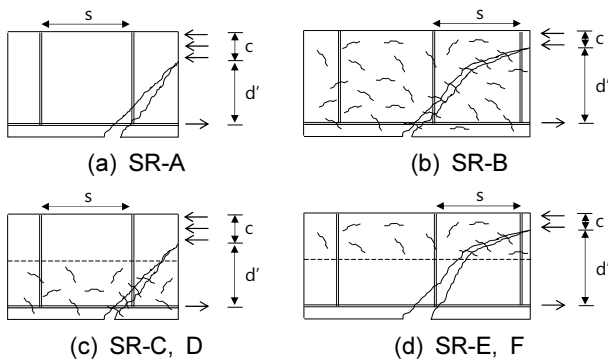 s
c
d'
(a) SR-A
s
c
d'
(b) SR-B
s
c
d'
(c) SR-C, D
s
c
d'
(d) SR-E, F